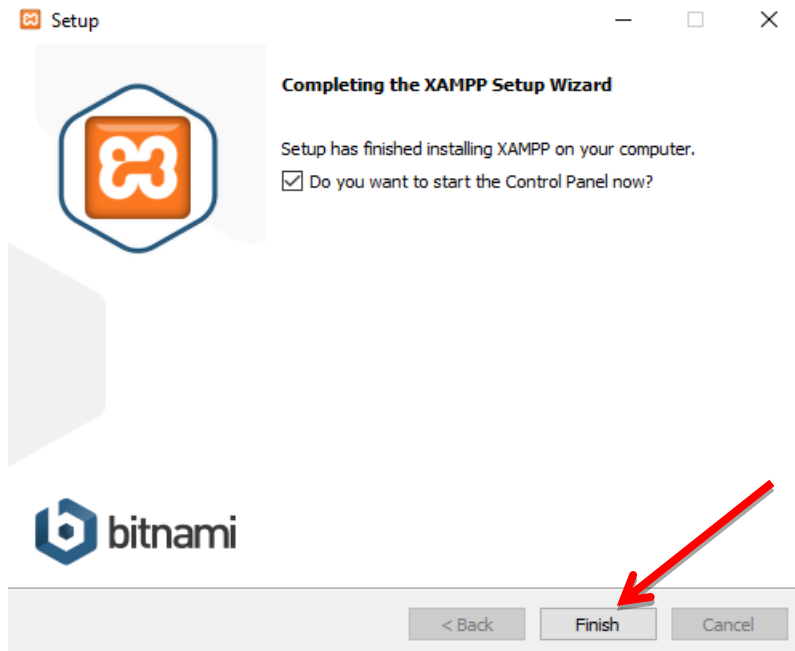 Setup
Completing the XAMPP Setup Wizard
Setup has finished installing XAMPP on your computer.
Do you want to start the Control Panel now?
bitnami
< Back
Finish
Cancel